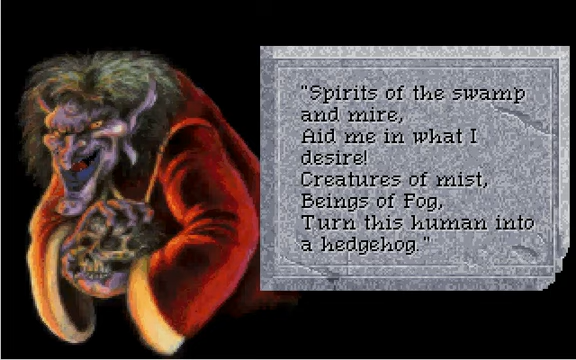 "Spirits of the swamp
and mire,
Aid me in what I
desire!
Creatures of mist,
Beings of Fog,
Turn this human into
a hedgehog."